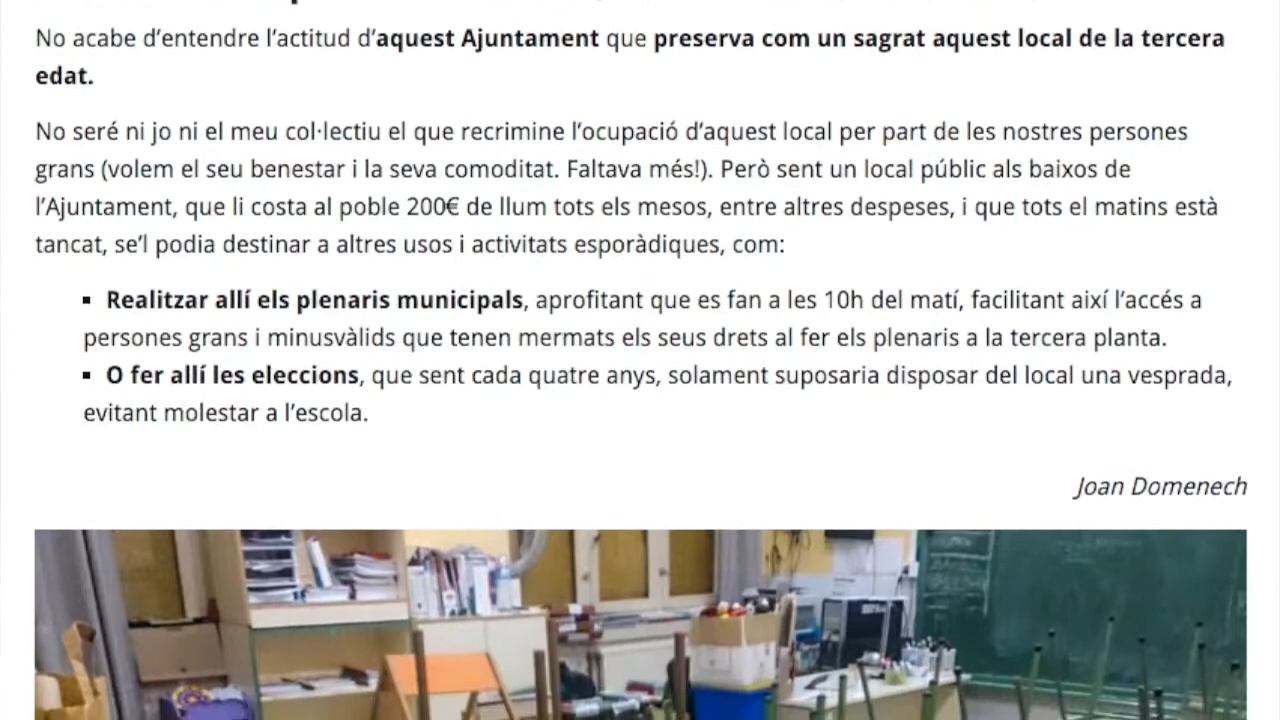 No acabe d’entendre l’actitud d’aquest Ajuntament que preserva com un sagrat aquest local de la tercera
edat.
No seré ni jo ni el meu col·lectiu el que recrimine l’ocupació d’aquest local per part de les nostres persones
grans (volem el seu benestar i la seva comoditat. Faltava més!). Però sent un local públic als baixos de
l’Ajuntament, que li costa al poble 200€ de llum tots els mesos, entre altres despeses, i que tots el matins està
tancat, se’l podia destinar a altres usos i activitats esporàdiques, com:
▪ Realitzar allí els plenaris municipals, aprofitant que es fan a les 10h del matí, facilitant així l’accés a
persones grans i minusvàlids que tenen mermats els seus drets al fer els plenaris a la tercera planta.
▪ O fer allí les eleccions, que sent cada quatre anys, solament suposaria disposar del local una vesprada,
evitant molestar a l’escola.
Joan Domenech